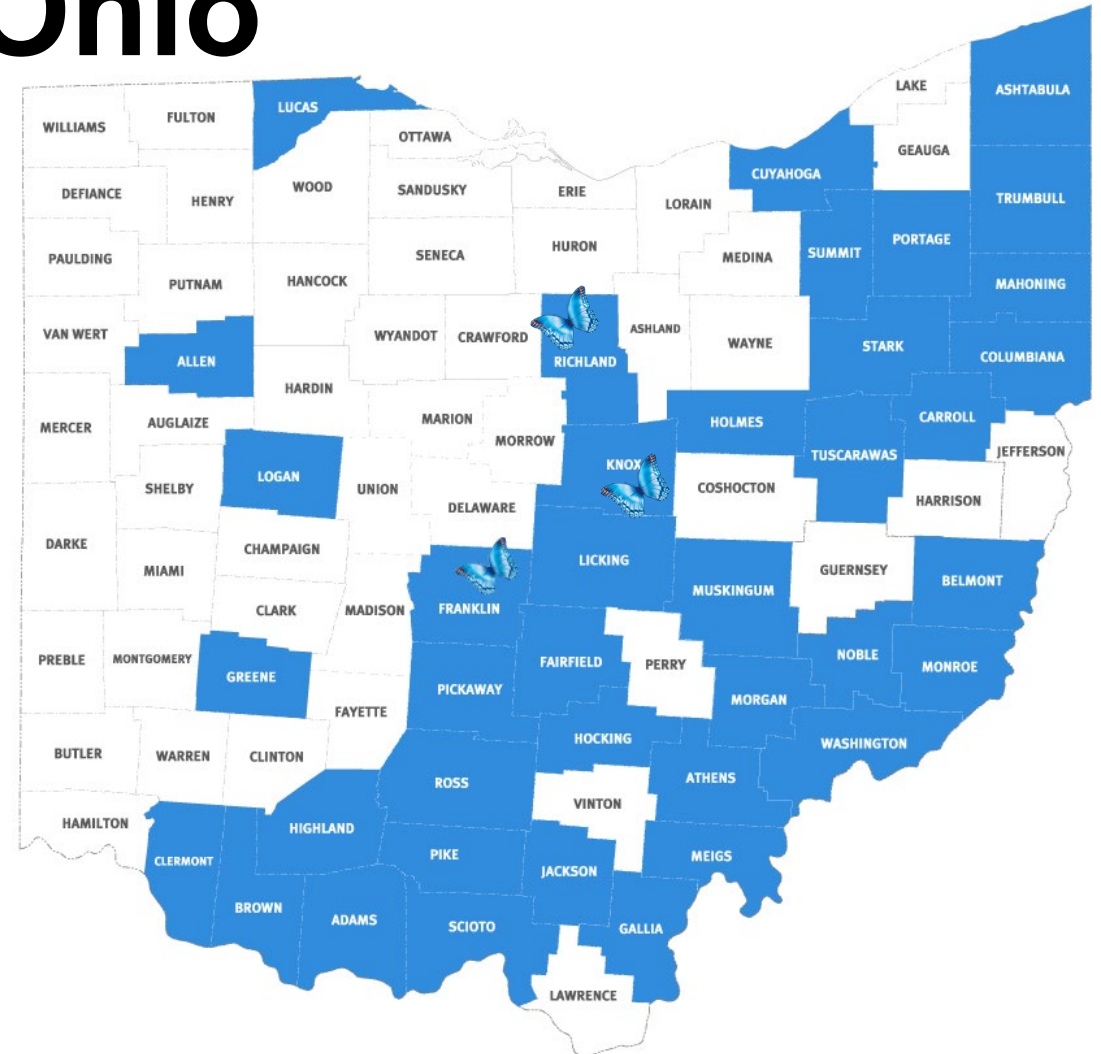 Ohio
LAKE
ASHTABULA
LUCAS
FULTON
WILLIAMS
OTTAWA
GEAUGA
CUYAHOGA
WOOD
SANDUSKY
ERIE
DEFIANCE
HENRY
LORAIN
TRUMBULL
PORTAGE
HURON
SUMMIT
SENECA
MEDINA
PAULDING
HANCOCK
PUTNAM
MAHONING
ASHLAND
VAN WERT
WYANDOT
CRAWFORD
WAYNE
STARK
COLUMBIANA
ALLEN
RICHLAND
HARDIN
CARROLL
MARION
HOLMES
AUGLAIZE
MERCER
MORROW
JEFFERSON
TUSCARAWAS
KNOX
LOGAN
SHELBY
UNION
COSHOCTON
HARRISON
DELAWARE
DARKE
CHAMPAIGN
LICKING
MIAMI
GUERNSEY
BELMONT
MUSKINGUM
CLARK
MADISON
FRANKLIN
PREBLE
MONTGOMERY
FAIRFIELD
PERRY
NOBLE
MONROE
GREENE
PICKAWAY
MORGAN
FAYETTE
HOCKING
WASHINGTON
BUTLER
WARREN
CLINTON
ROSS
ATHENS
VINTON
HAMILTON
HIGHLAND
PIKE
MEIGS
CLERMONT
JACKSON
BROWN
ADAMS
SCIOTO
GALLIA
LAWRENCE